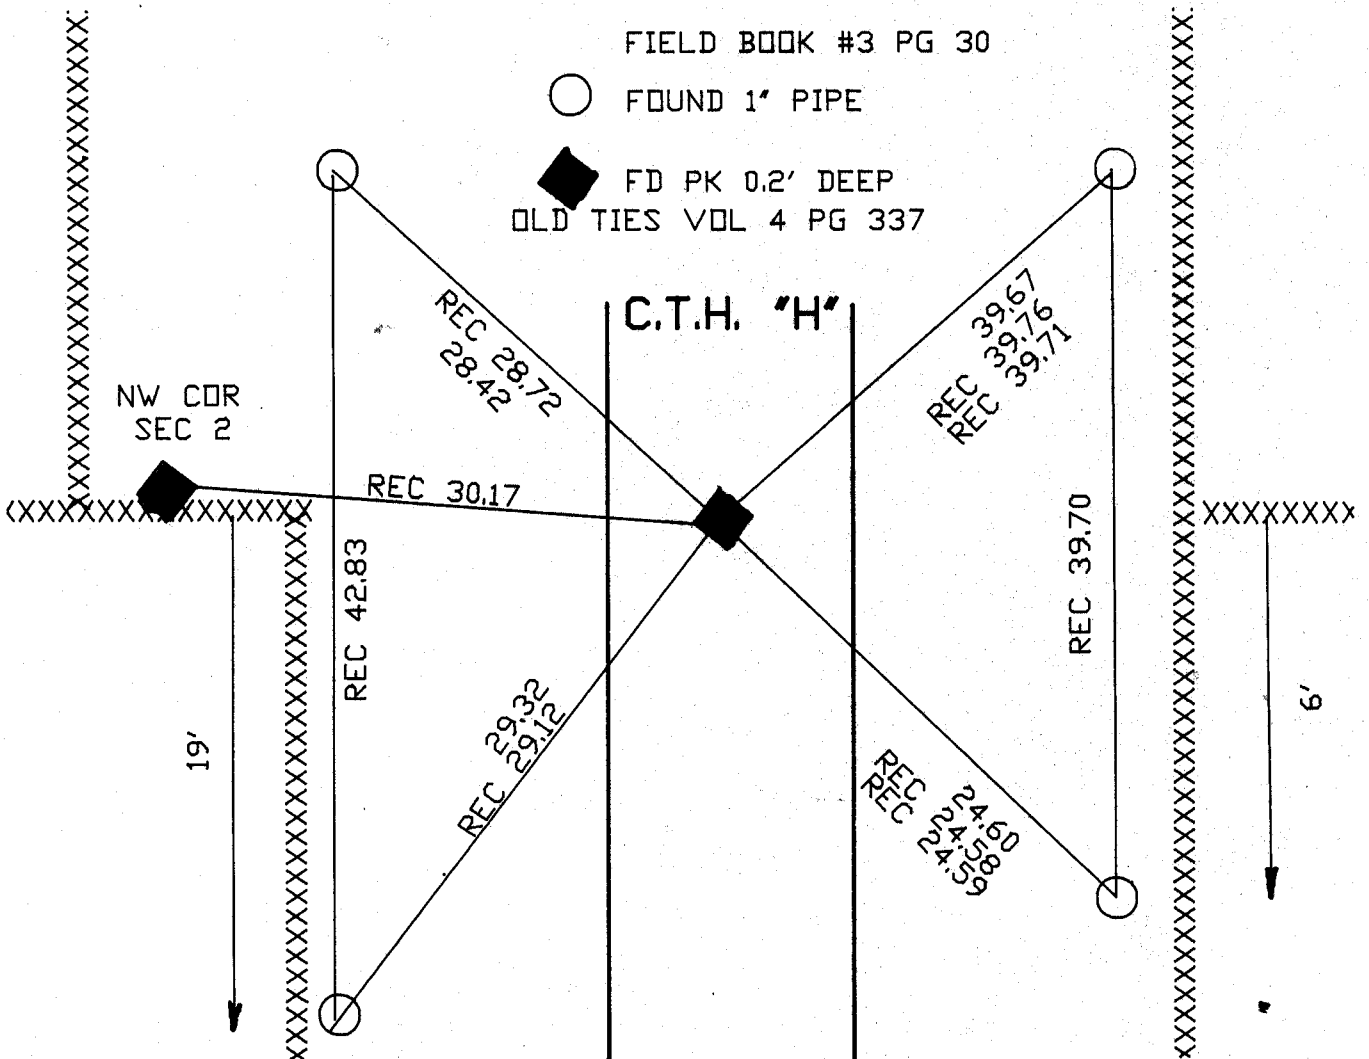 FIELD BOOK #3 PG 30
FOUND 1" PIPE
FD PK 0.2' DEEP
OLD TIES VOL 4 PG 337
C.T.H. "H"
REC 28.72
28.42
39.67
REC 39.76
REC 39.71
NW COR
SEC 2
REC 30.17
REC 42.83
REC 39.70
19'
6'
29.32
REC 29.12
24.60
REC 24.58
REC 24.59